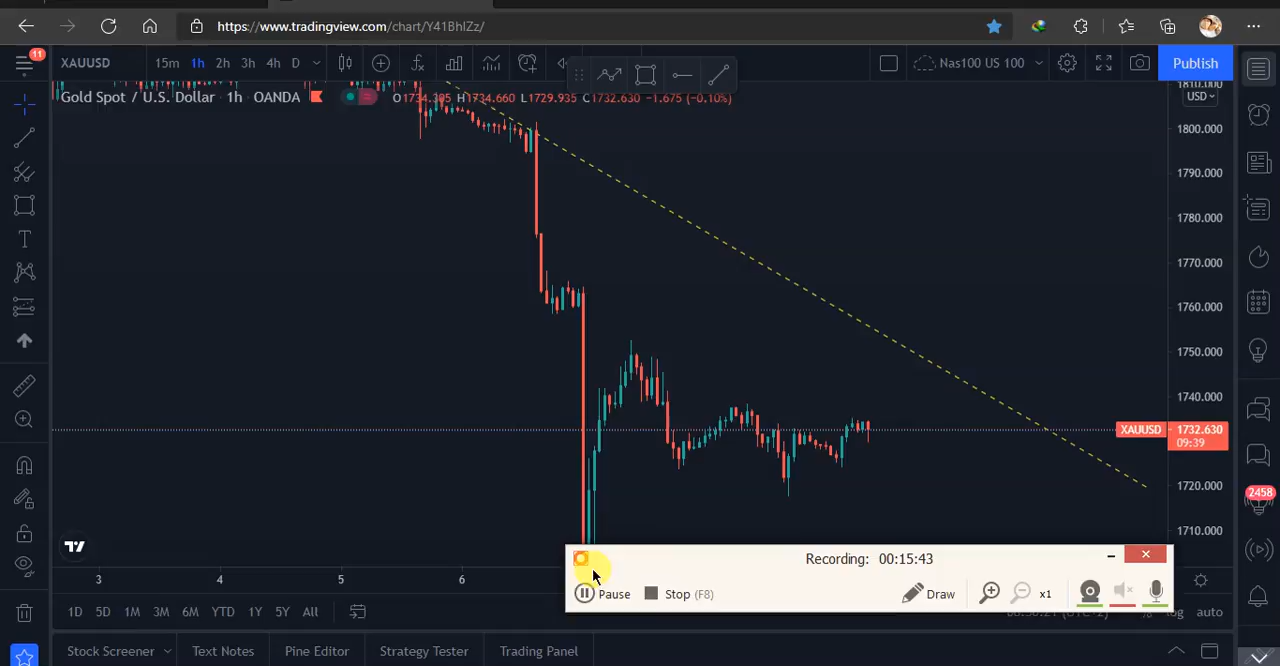 https://www.tradingview.com/chart/Y41BhlZz/
11
XAUUSD 15m 1h 2h 3h 4h D Nas100 US 100 Publish
Gold Spot / U.S. Dollar · 1h · OANDA H1734.660 L1729.935 C1732.630 −1.675 (−0.10%)
USD
1800.000
1790.000
1780.000
1770.000
1760.000
1750.000
1740.000
XAUUSD 1732.630
09:39
1720.000
1710.000
2458
Recording: 00:15:43
Pause Stop (F8) Draw x1
3 4 5 6
1D 5D 1M 3M 6M YTD 1Y 5Y All log auto
Stock Screener Text Notes Pine Editor Strategy Tester Trading Panel